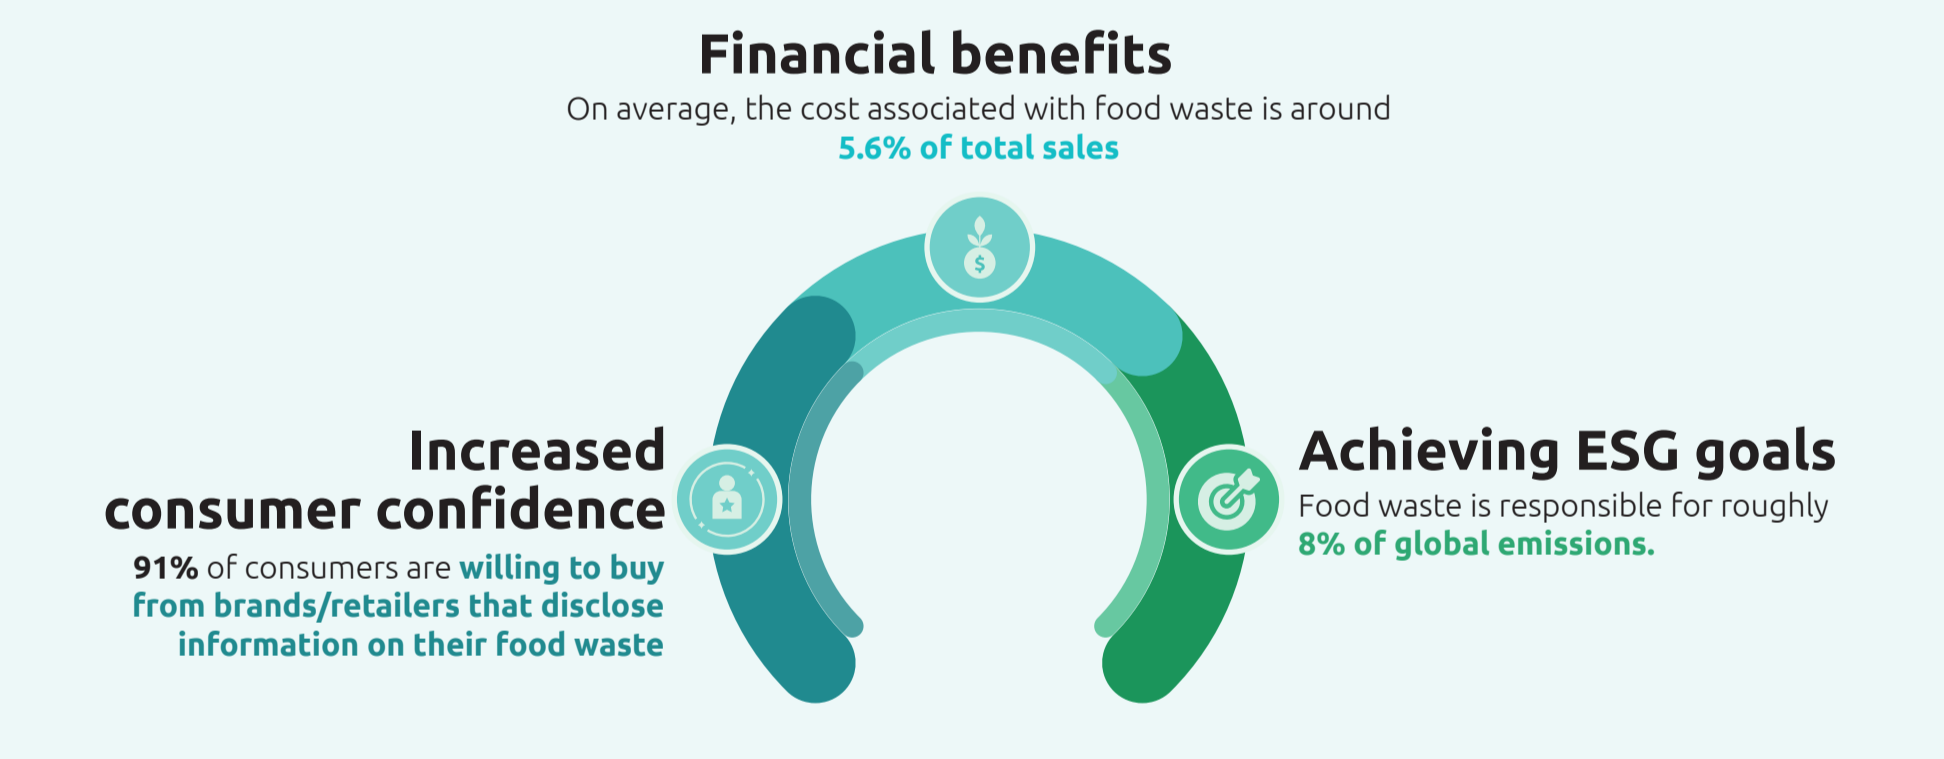 Financial benefits
On average, the cost associated with food waste is around
5.6% of total sales
$
Increased
consumer confidence
91% of consumers are willing to buy
from brands/retailers that disclose
information on their food waste
Achieving ESG goals
Food waste is responsible for roughly
8% of global emissions.